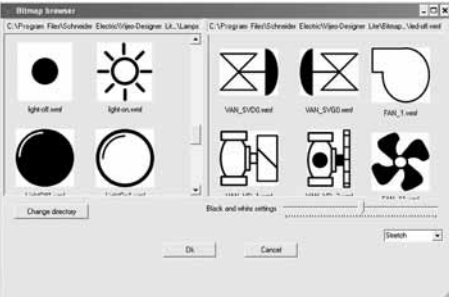 Bitmap browser
C:\Program Files\Schneider Electric\Vijeo-Designer Lit...\Lamps
C:\Program Files\Schneider Electric\Vijeo-Designer Lite\Bitmap...\led-off.wmf
light-off.wmf
light-on.wmf
VAN_SVD0.wmf
VAN_SVG0.wmf
FAN_1.wmf
Change directory
Black and white settings
Stretch
Ok
Cancel